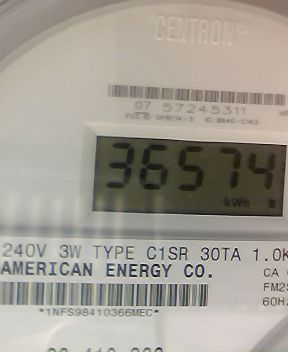 CENTRON®
07 57245311
36574
kWh
240V 3W TYPE C1SR 30TA 1.0K
AMERICAN ENERGY CO.
CA
FM2S
60H
*1NFS98410366MEC*